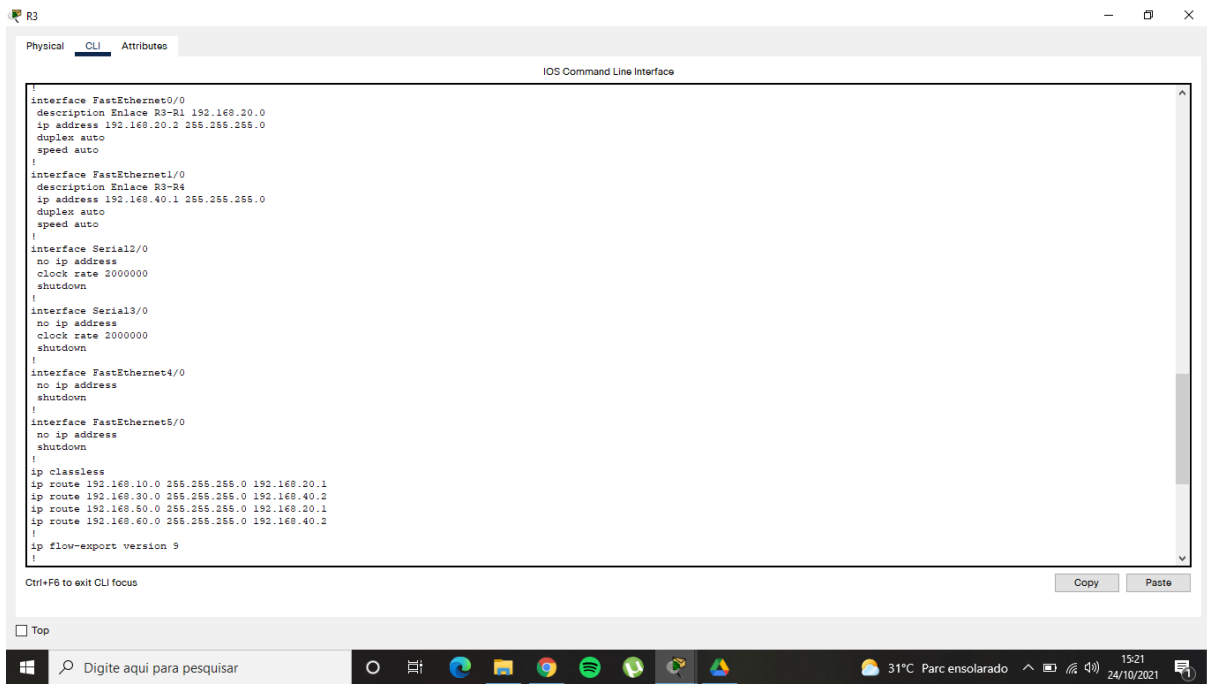 R3
Physical CLI Attributes
IOS Command Line Interface
!
interface FastEthernet0/0
description Enlace R3-R1 192.168.20.0
ip address 192.168.20.2 255.255.255.0
duplex auto
speed auto
!
interface FastEthernet1/0
description Enlace R3-R4
ip address 192.168.40.1 255.255.255.0
duplex auto
speed auto
!
interface Serial2/0
no ip address
clock rate 2000000
shutdown
!
interface Serial3/0
no ip address
clock rate 2000000
shutdown
!
interface FastEthernet4/0
no ip address
shutdown
!
interface FastEthernet5/0
no ip address
shutdown
!
ip classless
ip route 192.168.10.0 255.255.255.0 192.168.20.1
ip route 192.168.30.0 255.255.255.0 192.168.40.2
ip route 192.168.50.0 255.255.255.0 192.168.20.1
ip route 192.168.60.0 255.255.255.0 192.168.40.2
!
ip flow-export version 9
!
Ctrl+F6 to exit CLI focus
Copy Paste
Top
Digite aqui para pesquisar
31°C Parc ensolarado
15:21
24/10/2021
1